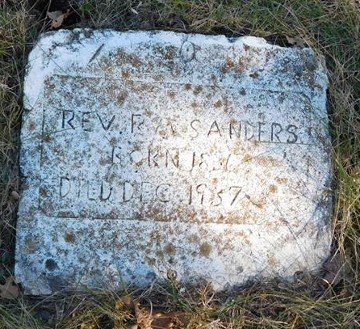 REV. R. A. SANDERS
BORN
DIED DEC. 1937